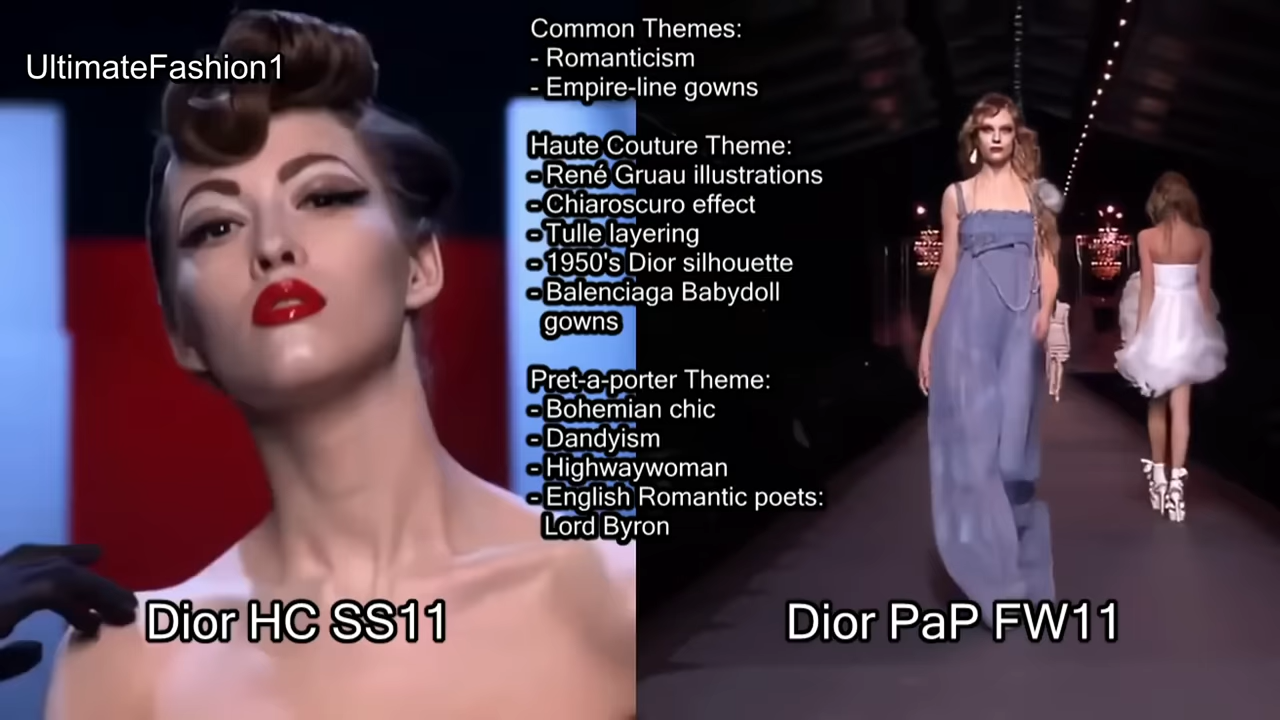 UltimateFashion1
Common Themes:
- Romanticism
- Empire-line gowns
Haute Couture Theme:
- René Gruau illustrations
- Chiaroscuro effect
- Tulle layering
- 1950's Dior silhouette
- Balenciaga Babydoll
gowns
Pret-a-porter Theme:
- Bohemian chic
- Dandyism
- Highwaywoman
- English Romantic poets:
Lord Byron
Dior HC SS11
Dior PaP FW11